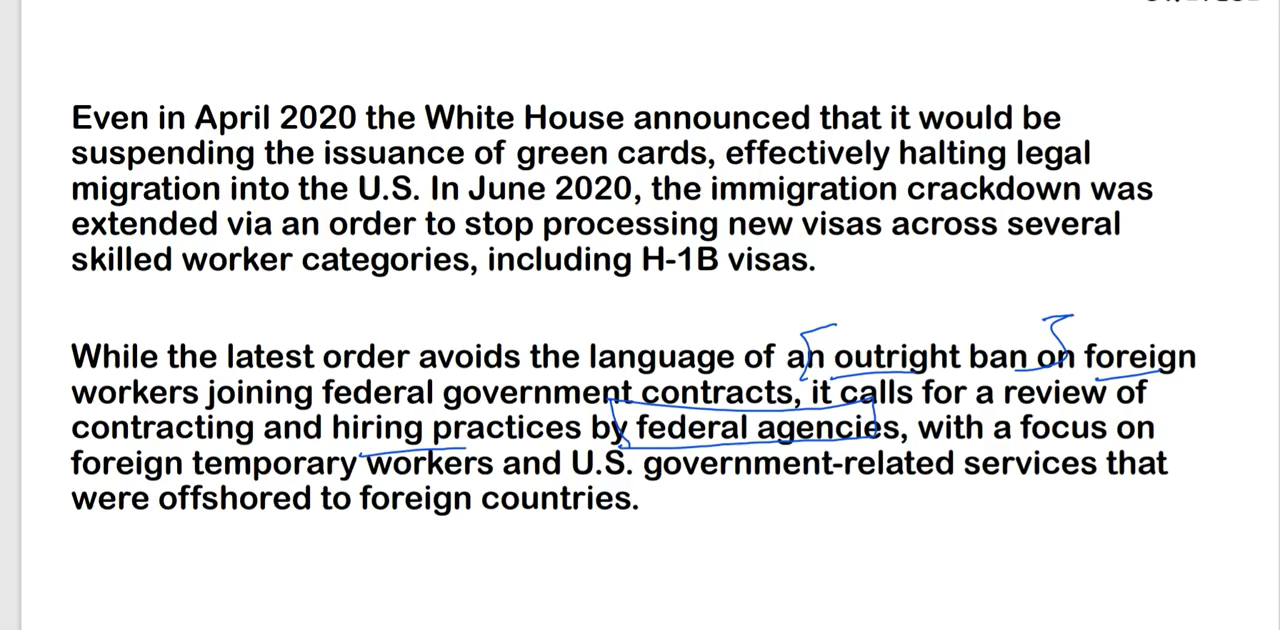 Even in April 2020 the White House announced that it would be
suspending the issuance of green cards, effectively halting legal
migration into the U.S. In June 2020, the immigration crackdown was
extended via an order to stop processing new visas across several
skilled worker categories, including H-1B visas.
While the latest order avoids the language of an outright ban on foreign
workers joining federal government contracts, it calls for a review of
contracting and hiring practices by federal agencies, with a focus on
foreign temporary workers and U.S. government-related services that
were offshored to foreign countries.